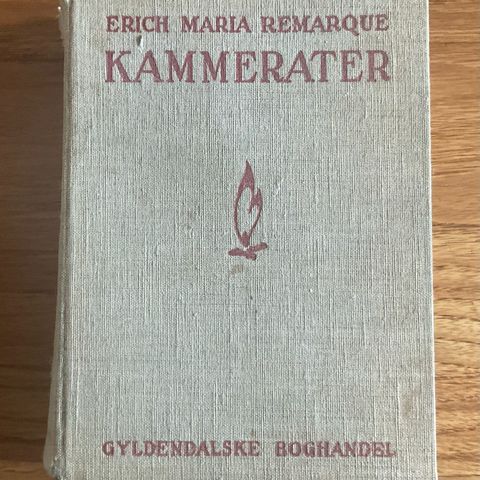 ERICH MARIA REMARQUE
KAMMERATER
GYLDENDALSKE BOGHANDEL